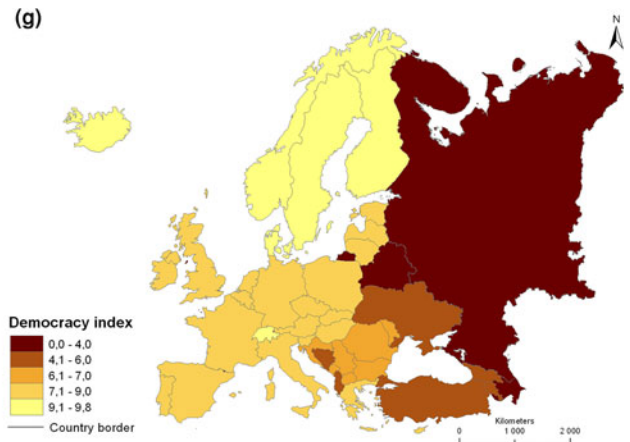 (g)
N
Democracy index
0,0 - 4,0
4,1 - 6,0
6,1 - 7,0
7,1 - 9,0
9,1 - 9,8
Country border
Kilometers
0 1 000 2 000